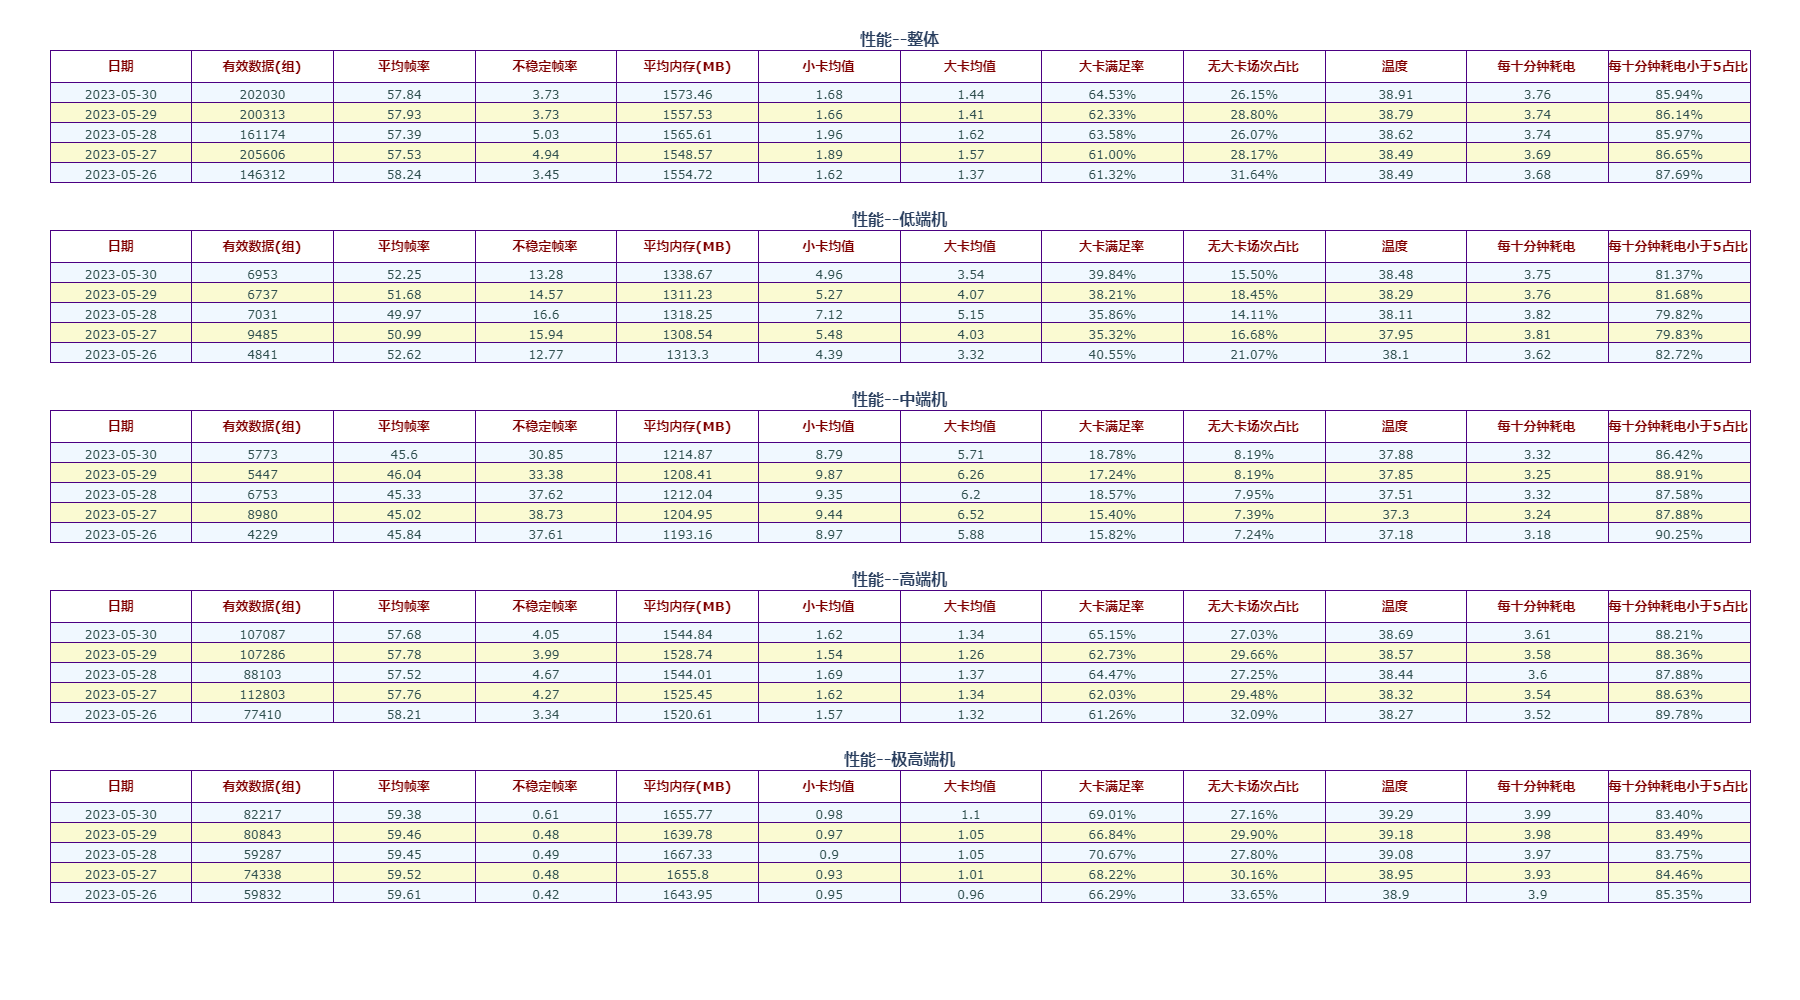 性能--整体
日期 有效数据(组) 平均帧率 不稳定帧率 平均内存(MB) 小卡均值 大卡均值 大卡满足率 无大卡场次占比 温度 每十分钟耗电 每十分钟耗电小于5占比
2023-05-30 202030 57.84 3.73 1573.46 1.68 1.44 64.53% 26.15% 38.91 3.76 85.94%
2023-05-29 200313 57.93 3.73 1557.53 1.66 1.41 62.33% 28.80% 38.79 3.74 86.14%
2023-05-28 161174 57.39 5.03 1565.61 1.96 1.62 63.58% 26.07% 38.62 3.74 85.97%
2023-05-27 205606 57.53 4.94 1548.57 1.89 1.57 61.00% 28.17% 38.49 3.69 86.65%
2023-05-26 146312 58.24 3.45 1554.72 1.62 1.37 61.32% 31.64% 38.49 3.68 87.69%
性能--低端机
日期 有效数据(组) 平均帧率 不稳定帧率 平均内存(MB) 小卡均值 大卡均值 大卡满足率 无大卡场次占比 温度 每十分钟耗电 每十分钟耗电小于5占比
2023-05-30 6953 52.25 13.28 1338.67 4.96 3.54 39.84% 15.50% 38.48 3.75 81.37%
2023-05-29 6737 51.68 14.57 1311.23 5.27 4.07 38.21% 18.45% 38.29 3.76 81.68%
2023-05-28 7031 49.97 16.6 1318.25 7.12 5.15 35.86% 14.11% 38.11 3.82 79.82%
2023-05-27 9485 50.99 15.94 1308.54 5.48 4.03 35.32% 16.68% 37.95 3.81 79.83%
2023-05-26 4841 52.62 12.77 1313.3 4.39 3.32 40.55% 21.07% 38.1 3.62 82.72%
性能--中端机
日期 有效数据(组) 平均帧率 不稳定帧率 平均内存(MB) 小卡均值 大卡均值 大卡满足率 无大卡场次占比 温度 每十分钟耗电 每十分钟耗电小于5占比
2023-05-30 5773 45.6 30.85 1214.87 8.79 5.71 18.78% 8.19% 37.88 3.32 86.42%
2023-05-29 5447 46.04 33.38 1208.41 9.87 6.26 17.24% 8.19% 37.85 3.25 88.91%
2023-05-28 6753 45.33 37.62 1212.04 9.35 6.2 18.57% 7.95% 37.51 3.32 87.58%
2023-05-27 8980 45.02 38.73 1204.95 9.44 6.52 15.40% 7.39% 37.3 3.24 87.88%
2023-05-26 4229 45.84 37.61 1193.16 8.97 5.88 15.82% 7.24% 37.18 3.18 90.25%
性能--高端机
日期 有效数据(组) 平均帧率 不稳定帧率 平均内存(MB) 小卡均值 大卡均值 大卡满足率 无大卡场次占比 温度 每十分钟耗电 每十分钟耗电小于5占比
2023-05-30 107087 57.68 4.05 1544.84 1.62 1.34 65.15% 27.03% 38.69 3.61 88.21%
2023-05-29 107286 57.78 3.99 1528.74 1.54 1.26 62.73% 29.66% 38.57 3.58 88.36%
2023-05-28 88103 57.52 4.67 1544.01 1.69 1.37 64.47% 27.25% 38.44 3.6 87.88%
2023-05-27 112803 57.76 4.27 1525.45 1.62 1.34 62.03% 29.48% 38.32 3.54 88.63%
2023-05-26 77410 58.21 3.34 1520.61 1.57 1.32 61.26% 32.09% 38.27 3.52 89.78%
性能--极高端机
日期 有效数据(组) 平均帧率 不稳定帧率 平均内存(MB) 小卡均值 大卡均值 大卡满足率 无大卡场次占比 温度 每十分钟耗电 每十分钟耗电小于5占比
2023-05-30 82217 59.38 0.61 1655.77 0.98 1.1 69.01% 27.16% 39.29 3.99 83.40%
2023-05-29 80843 59.46 0.48 1639.78 0.97 1.05 66.84% 29.90% 39.18 3.98 83.49%
2023-05-28 59287 59.45 0.49 1667.33 0.9 1.05 70.67% 27.80% 39.08 3.97 83.75%
2023-05-27 74338 59.52 0.48 1655.8 0.93 1.01 68.22% 30.16% 38.95 3.93 84.46%
2023-05-26 59832 59.61 0.42 1643.95 0.95 0.96 66.29% 33.65% 38.9 3.9 85.35%